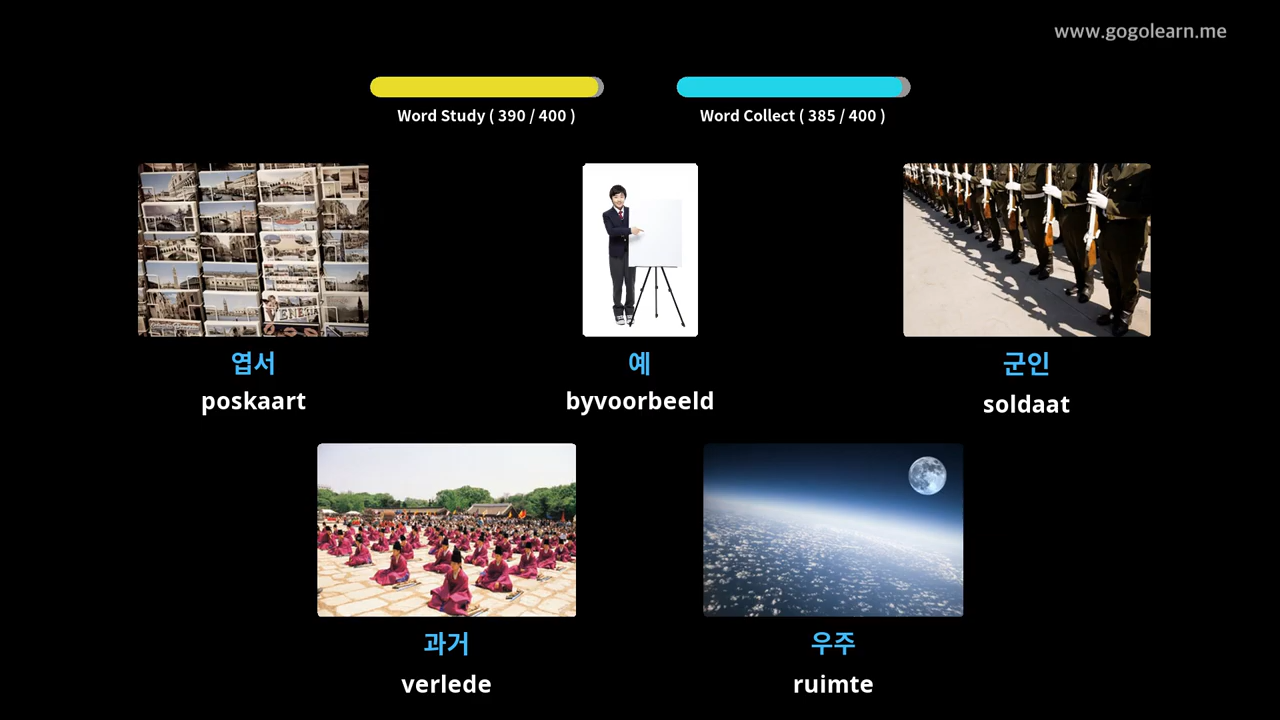 www.gogolearn.me
Word Study ( 390 / 400 )
Word Collect ( 385 / 400 )
엽서
예
군인
poskaart
byvoorbeeld
soldaat
과거
우주
verlede
ruimte